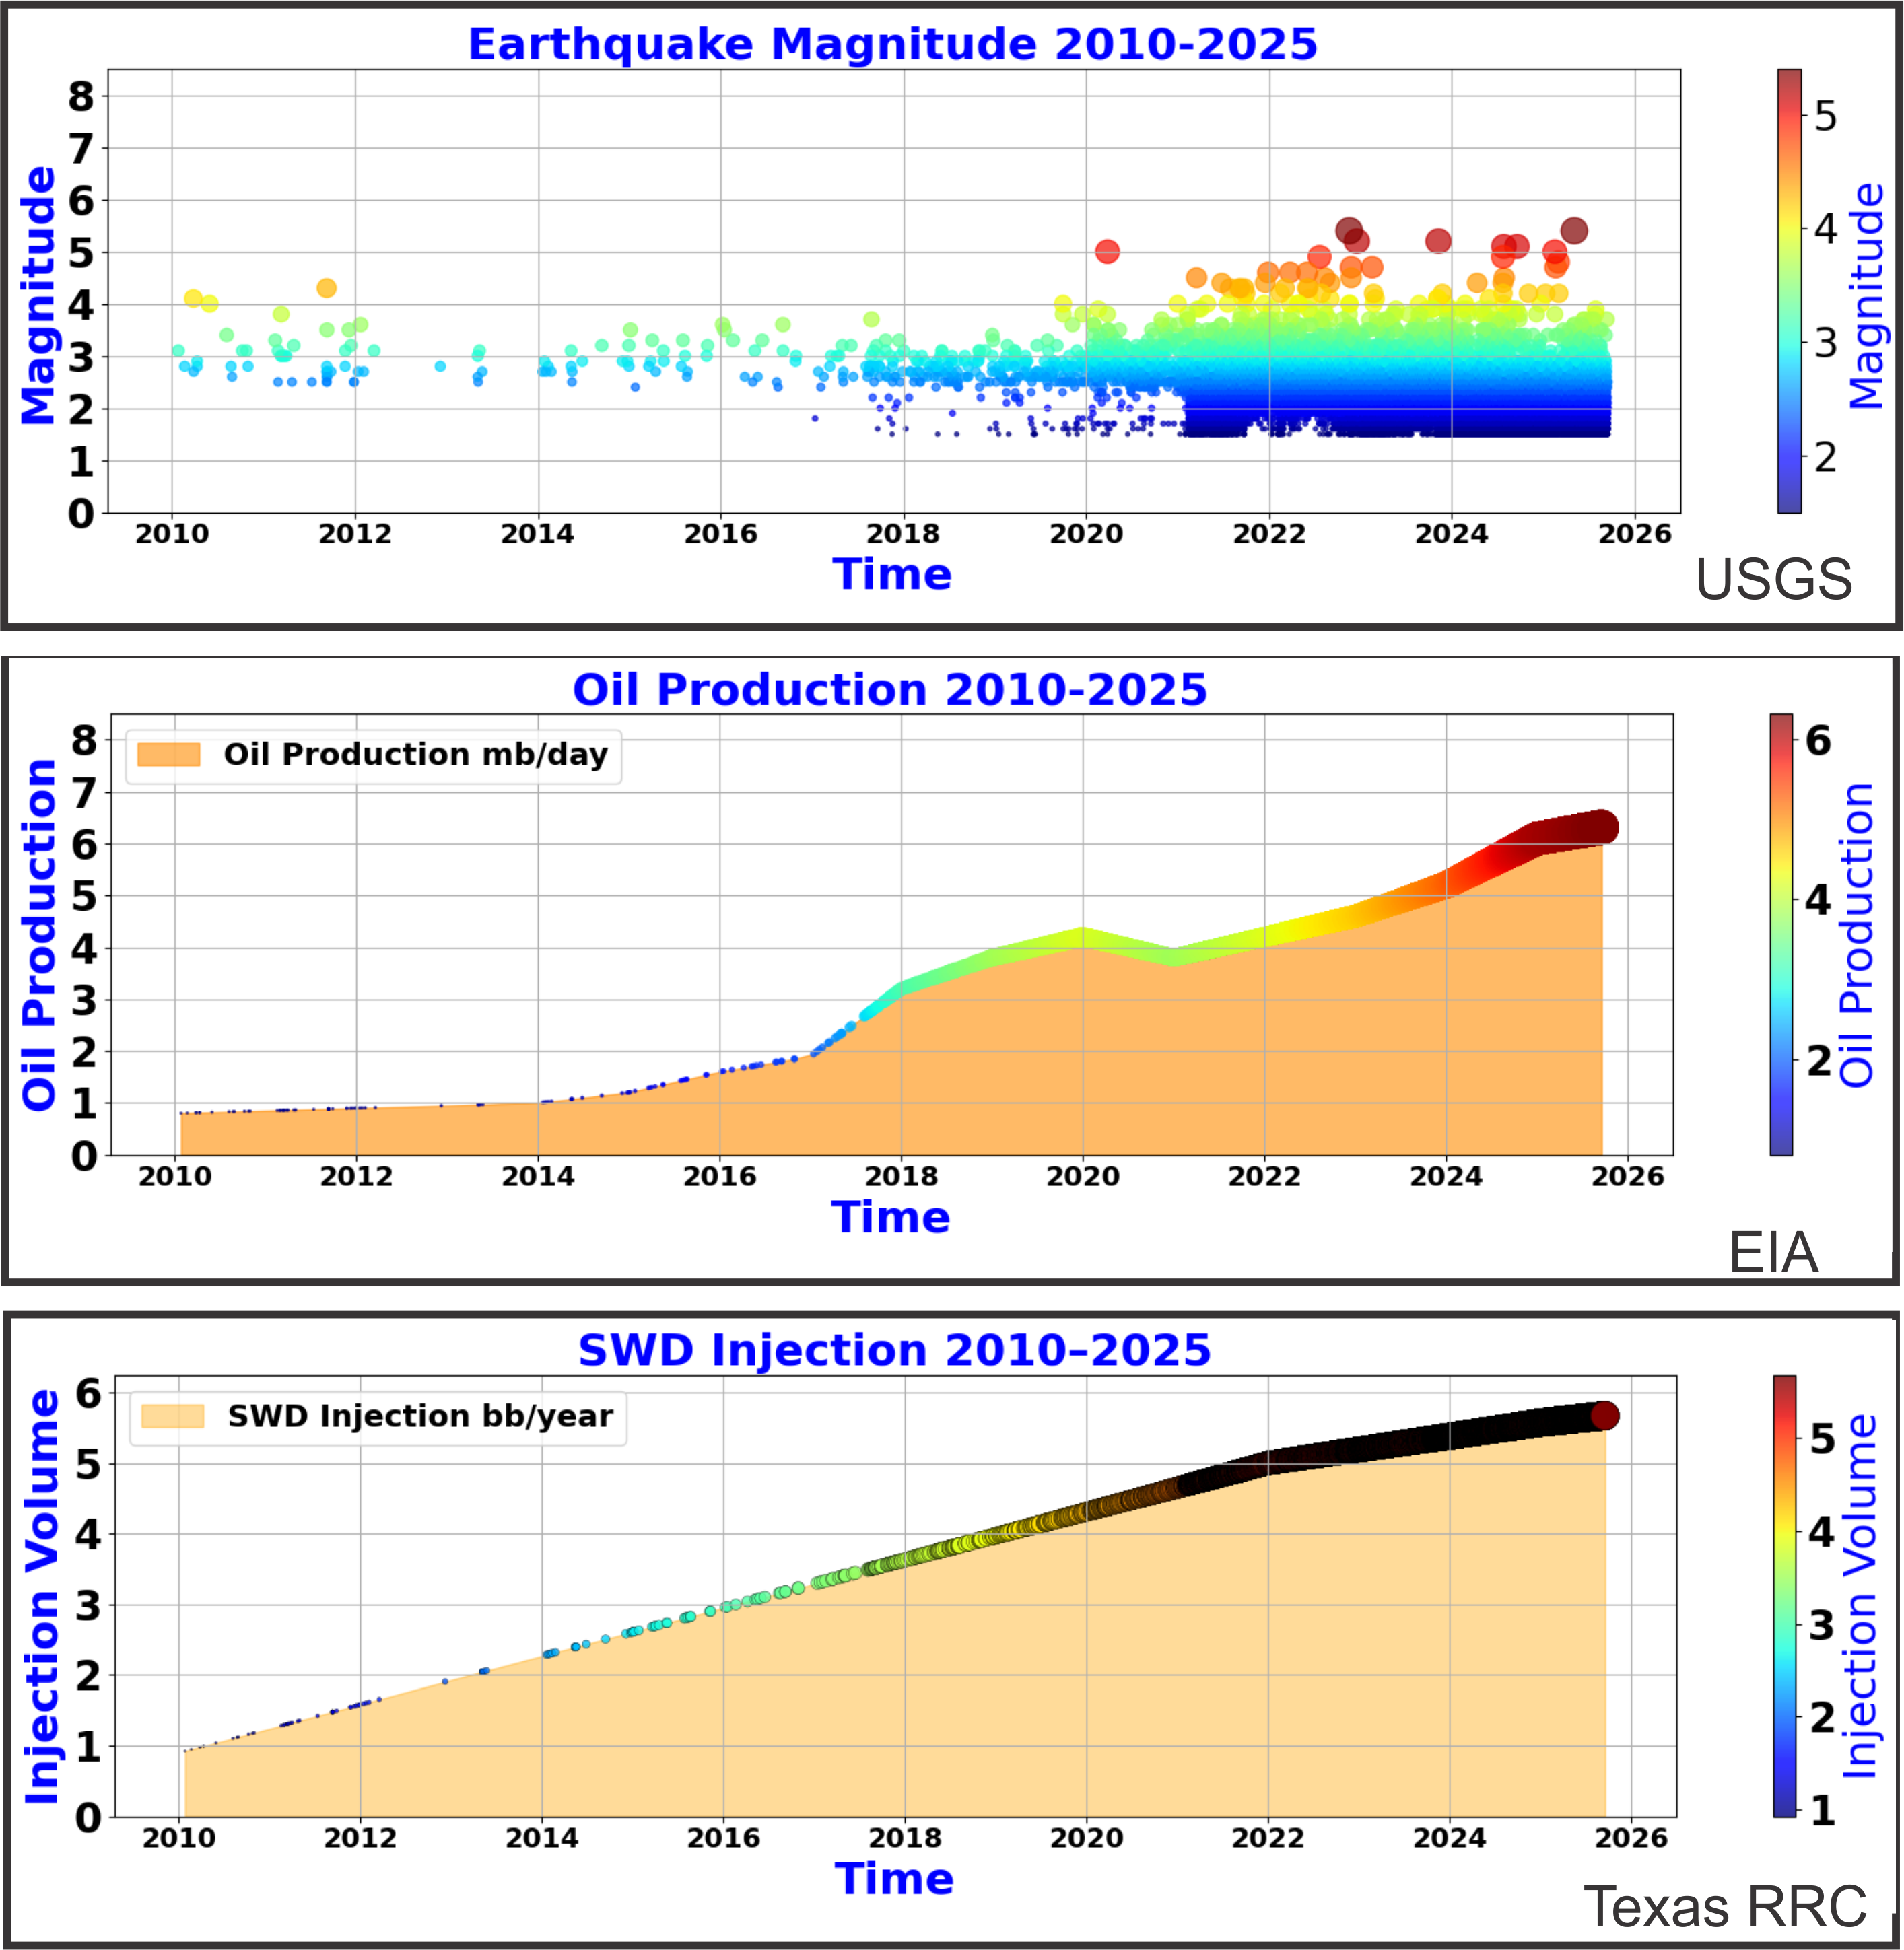 Earthquake Magnitude 2010-2025
8
7
6
5
4
3
2
1
0
Magnitude
2010 2012 2014 2016 2018 2020 2022 2024 2026
Time
5
4
3
2
Magnitude
USGS
Oil Production 2010-2025
Oil Production mb/day
8
7
6
5
4
3
2
1
0
Oil Production
2010 2012 2014 2016 2018 2020 2022 2024 2026
Time
6
4
2
Oil Production
EIA
SWD Injection 2010–2025
SWD Injection bb/year
6
5
4
3
2
1
0
Injection Volume
2010 2012 2014 2016 2018 2020 2022 2024 2026
Time
5
4
3
2
1
Injection Volume
Texas RRC